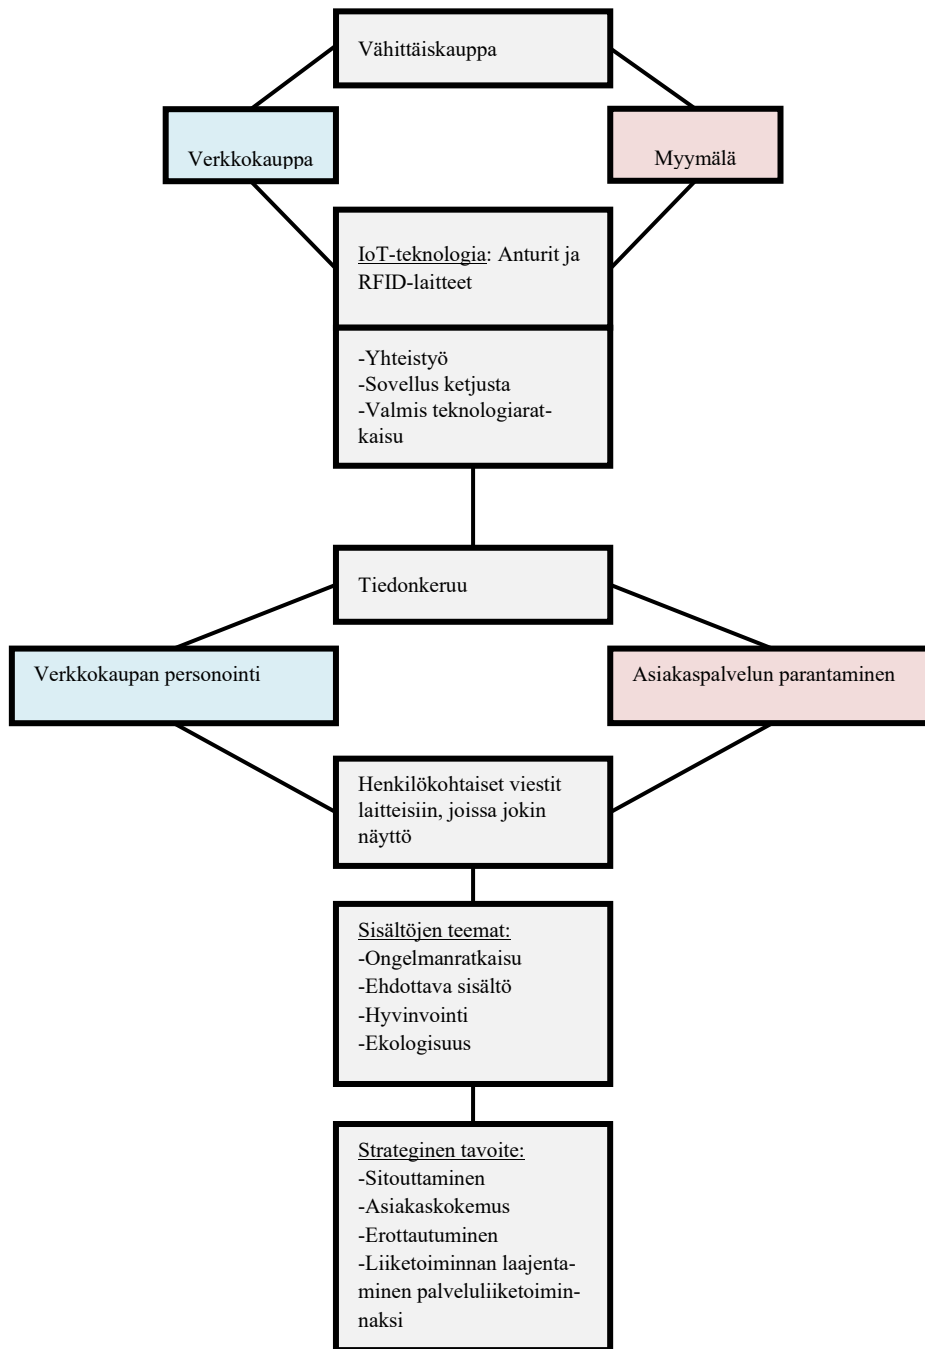 Vähittäiskauppa
Verkkokauppa
Myymälä
IoT-teknologia: Anturit ja
RFID-laitteet
-Yhteistyö
-Sovellus ketjusta
-Valmis teknologiarat-
kaisu
Tiedonkeruu
Verkkokaupan personointi
Asiakaspalvelun parantaminen
Henkilökohtaiset viestit
laitteisiin, joissa jokin
näyttö
Sisältöjen teemat:
-Ongelmanratkaisu
-Ehdottava sisältö
-Hyvinvointi
-Ekologisuus
Strateginen tavoite:
-Sitouttaminen
-Asiakaskokemus
-Erottautuminen
-Liiketoiminnan laajenta-
minen palveluliiketoimin-
naksi